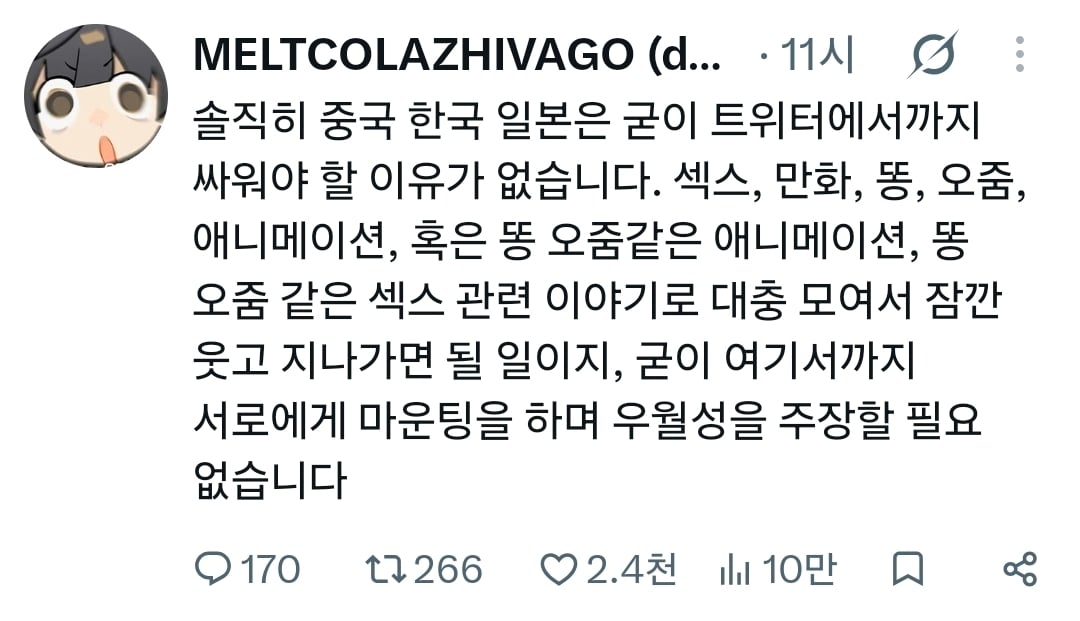 MELTCOLAZHIVAGO (d... · 11시
솔직히 중국 한국 일본은 굳이 트위터에서까지
싸워야 할 이유가 없습니다. 섹스, 만화, 똥, 오줌,
애니메이션, 혹은 똥 오줌같은 애니메이션, 똥
오줌 같은 섹스 관련 이야기로 대충 모여서 잠깐
웃고 지나가면 될 일이지, 굳이 여기서까지
서로에게 마운팅을 하며 우월성을 주장할 필요
없습니다
170 266 2.4천 10만